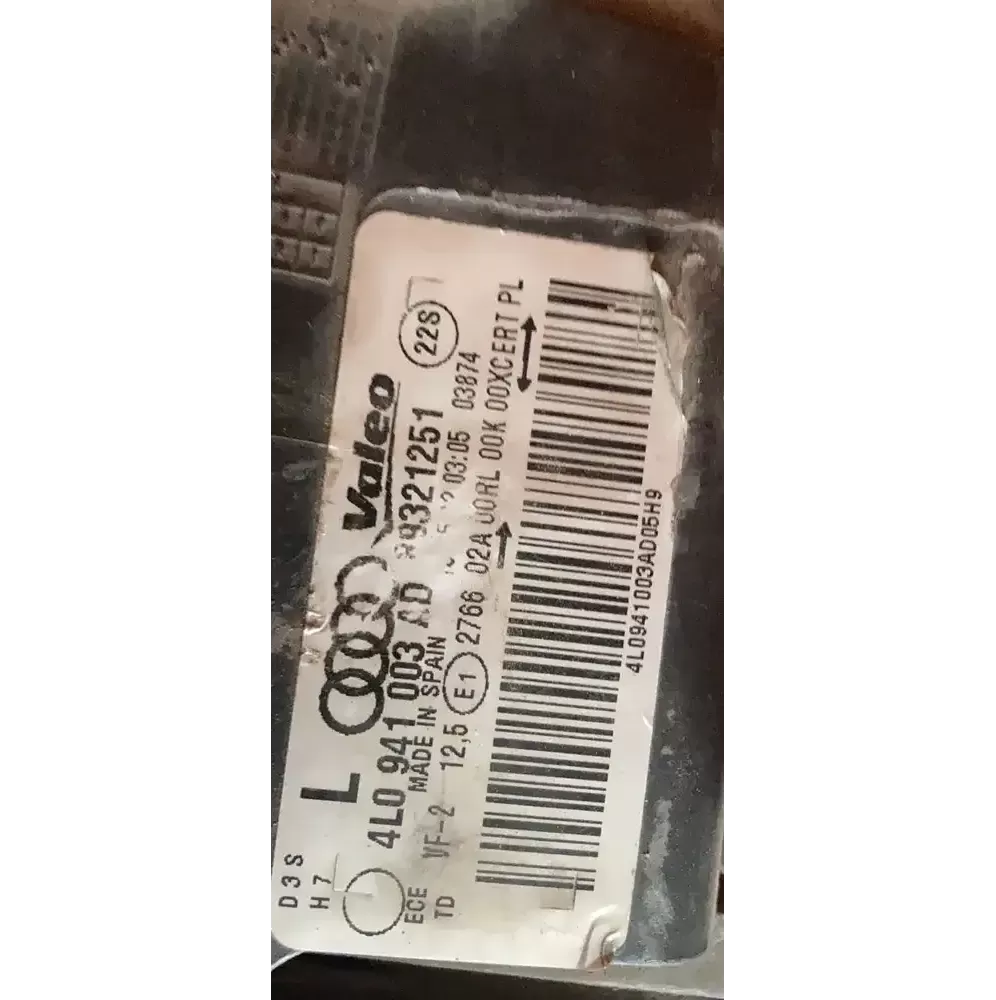 D3S
H7
L Valeo
4L0 941 003 AD 89321251 22S
MADE IN SPAIN 03:05 03874
ECE VF-2 12,5 E1 2766 02A 00RL 00K 00XCERT PL
TD
4L0941003AD05H9